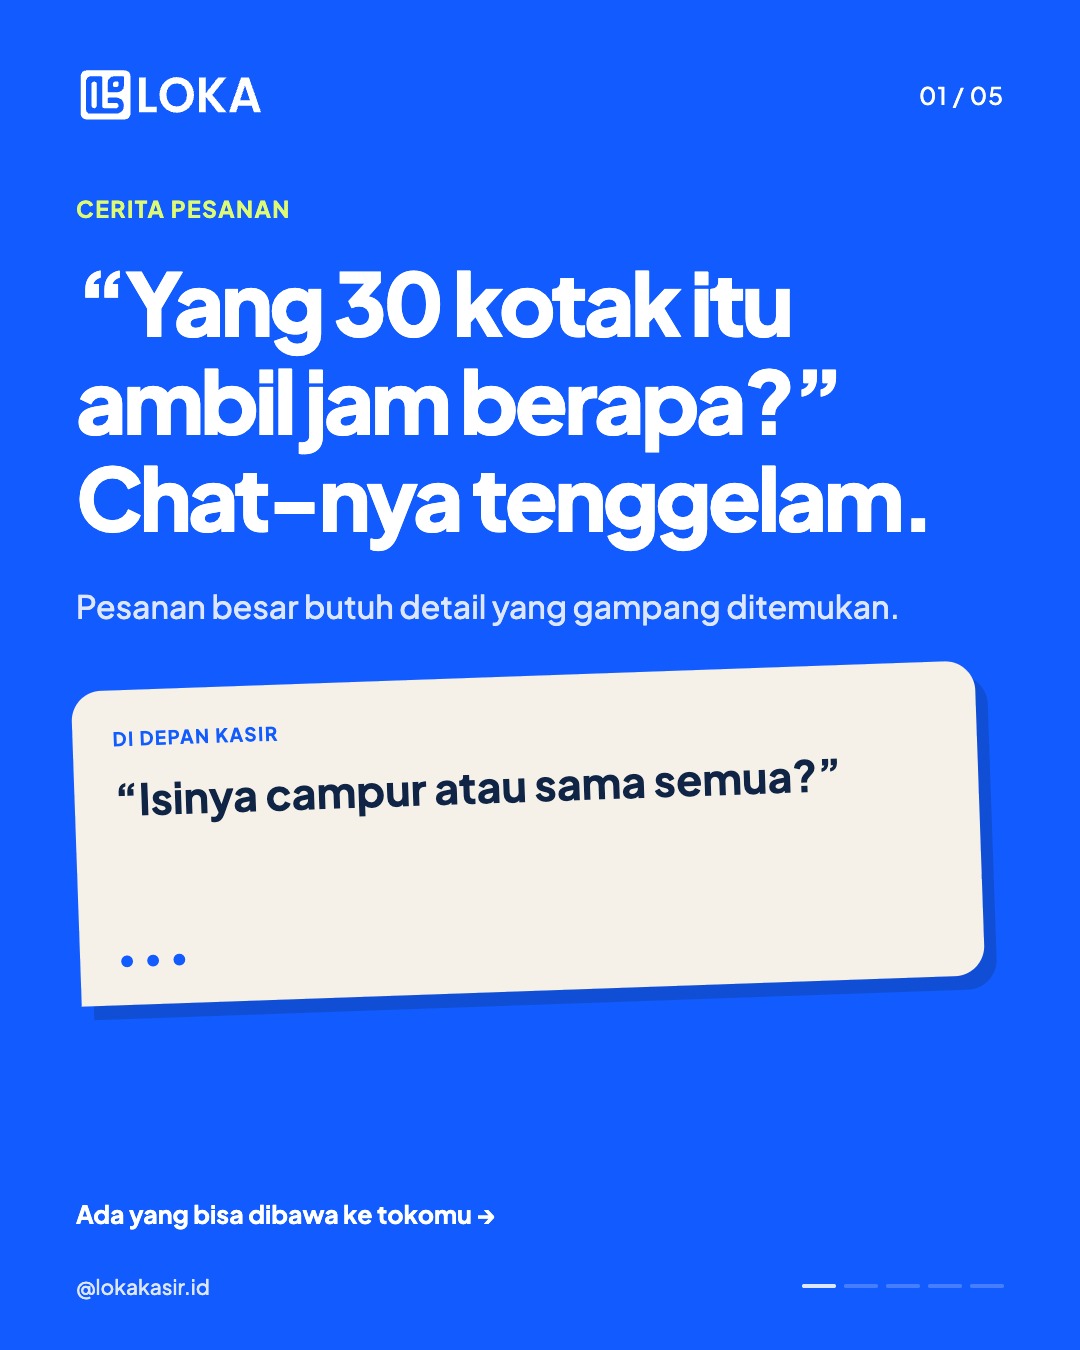 LOKA
01 / 05
CERITA PESANAN
“Yang 30 kotak itu
ambil jam berapa?”
Chat-nya tenggelam.
Pesanan besar butuh detail yang gampang ditemukan.
DI DEPAN KASIR
“Isinya campur atau sama semua?”
Ada yang bisa dibawa ke tokomu →
@lokakasir.id